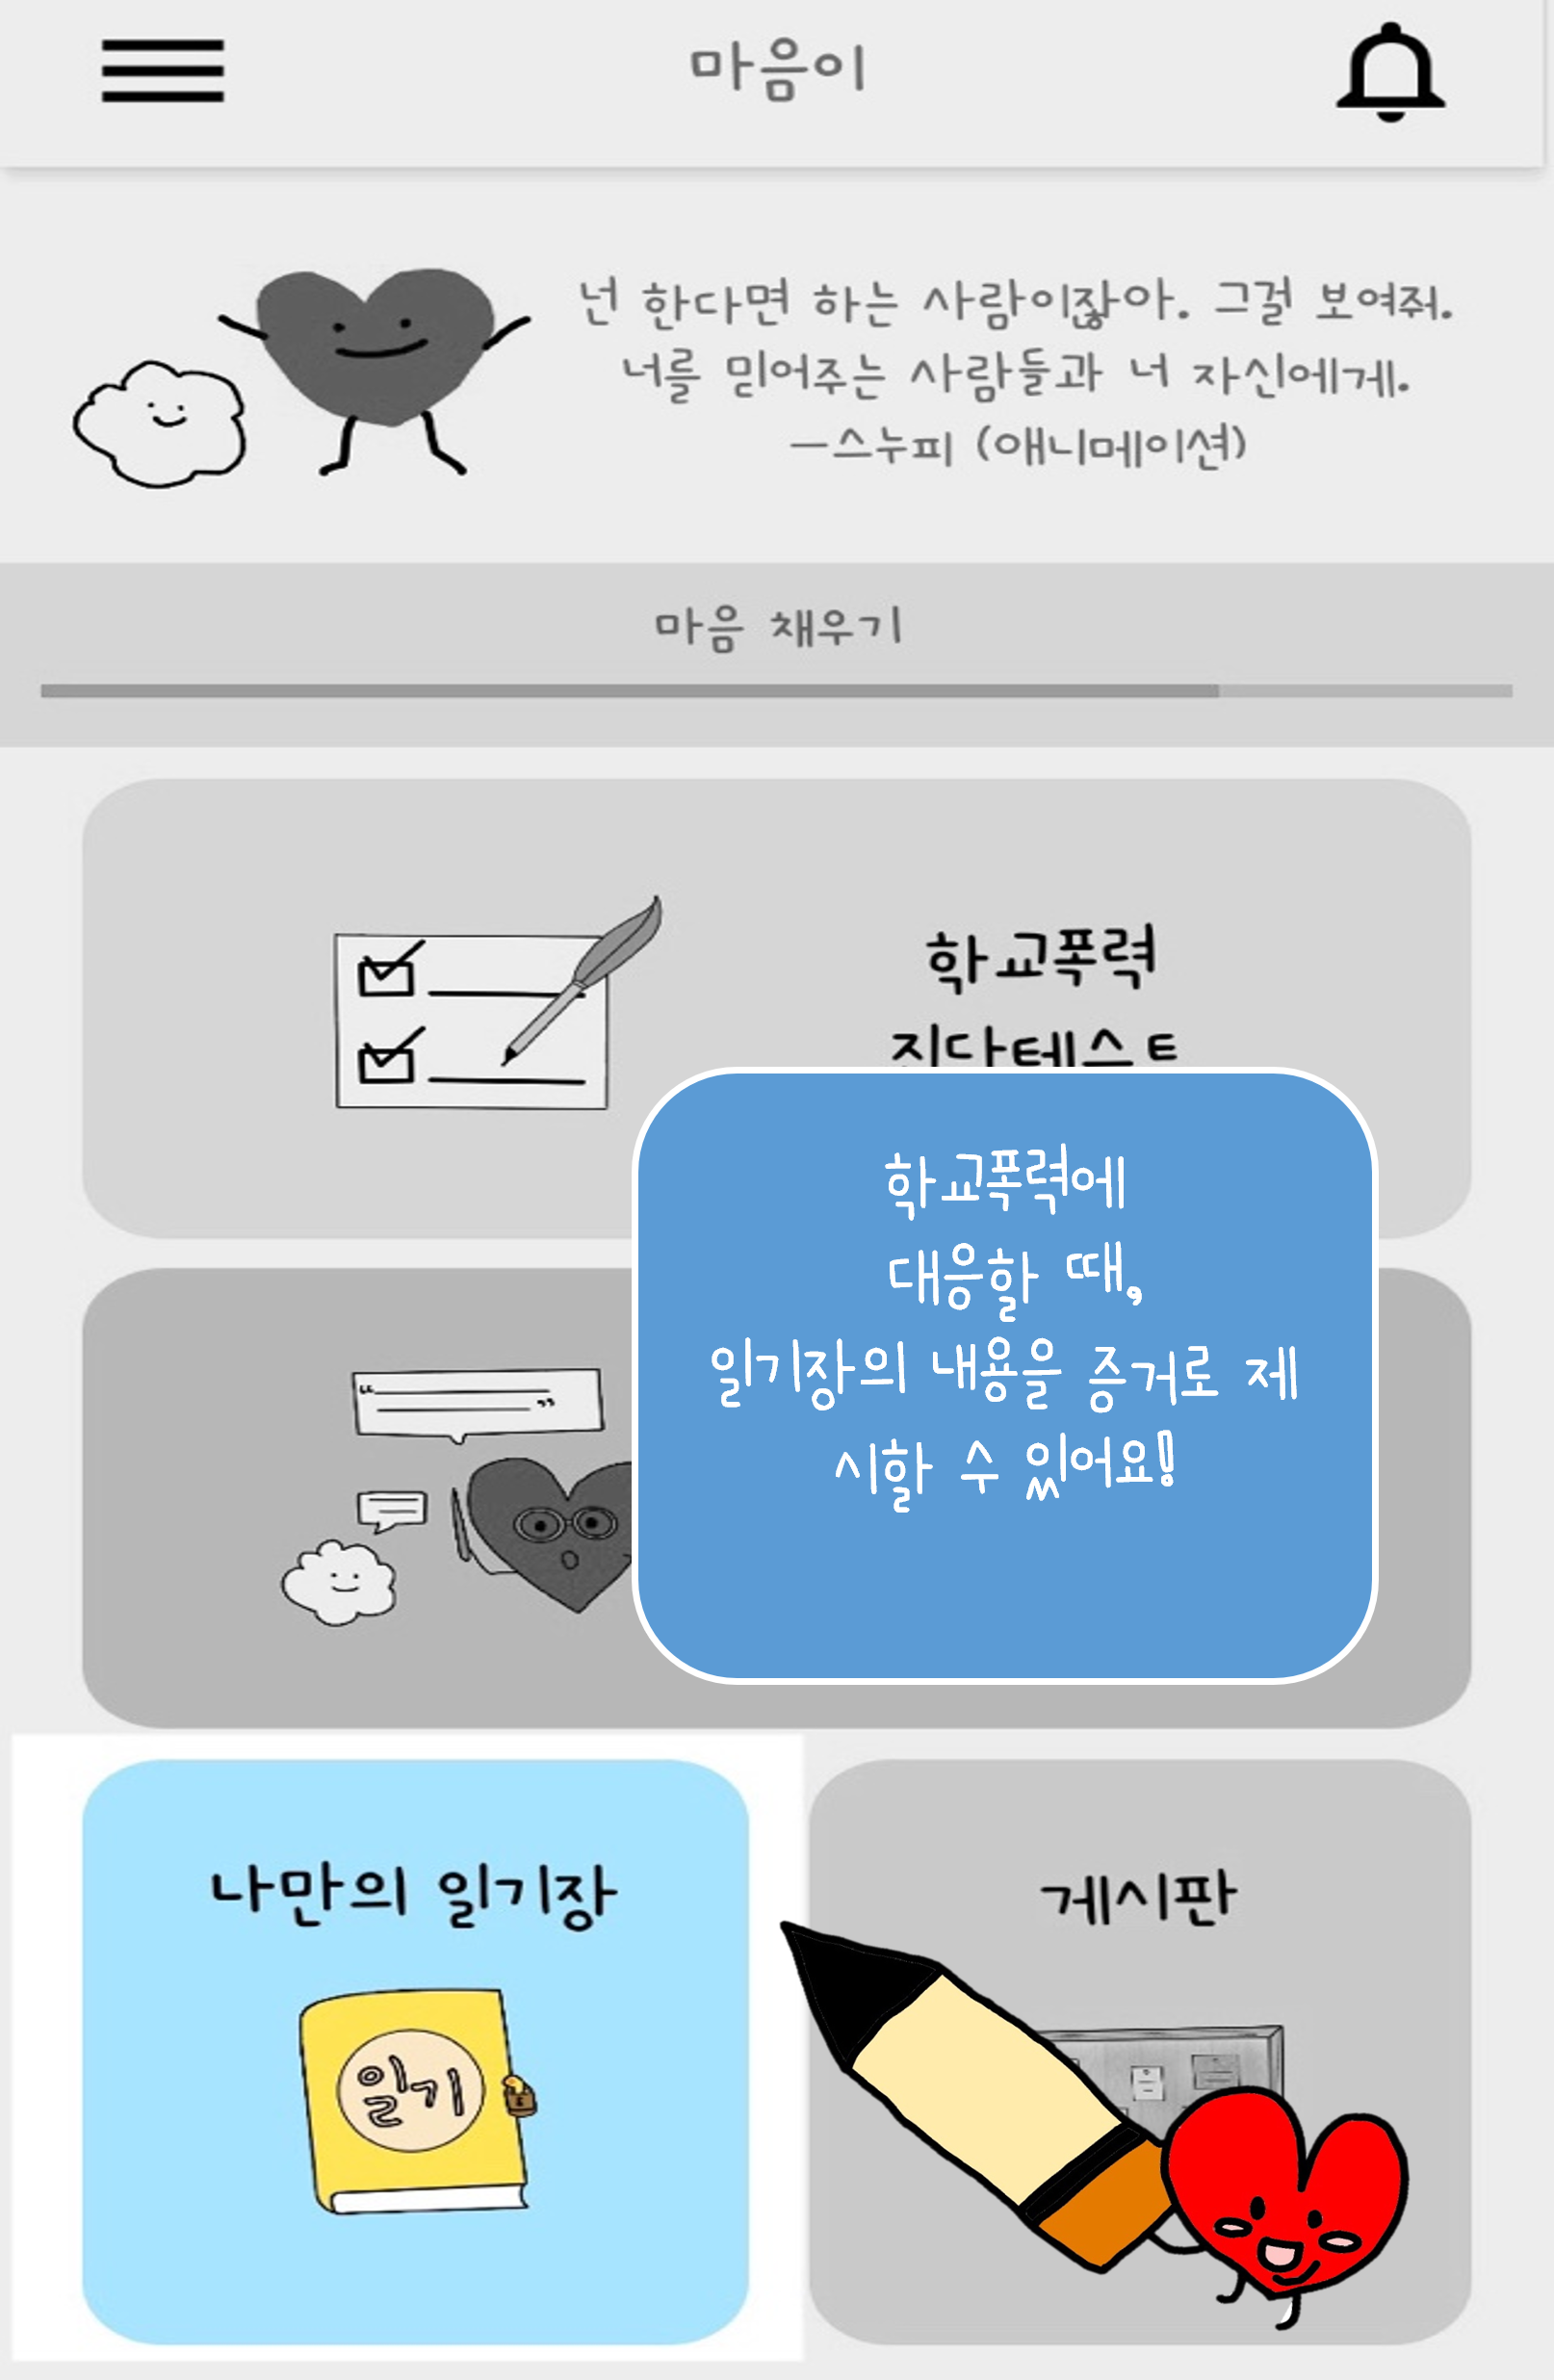 마음이
넌 한다면 하는 사람이잖아. 그걸 보여줘.
너를 믿어주는 사람들과 너 자신에게.
—스누피 (애니메이션)
마음 채우기
학교폭력
진단테스트
학교폭력에
대응할 때,
일기장의 내용을 증거로 제
시할 수 있어요!
나만의 일기장
일기
게시판